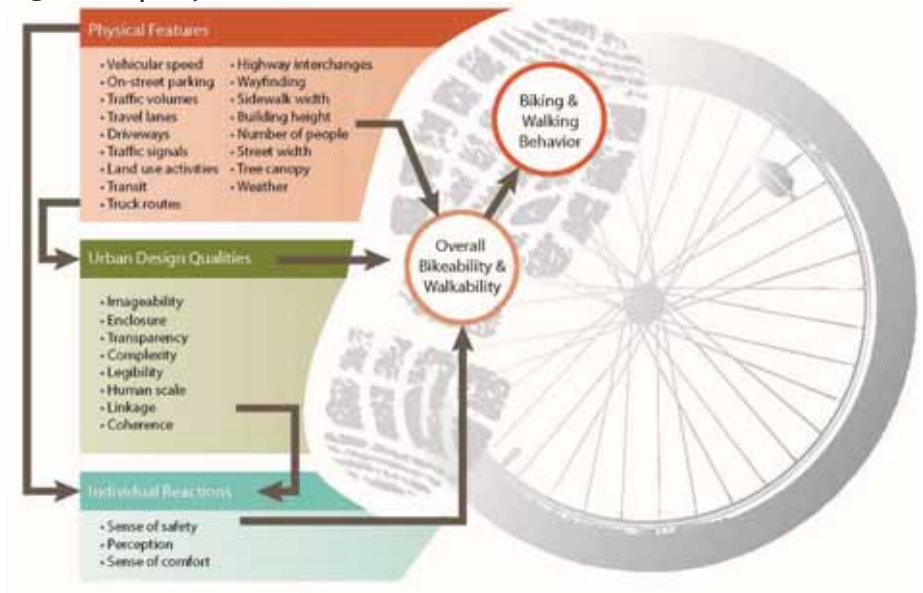 Physical Features
• Vehicular speed
• On-street parking
• Traffic volumes
• Travel lanes
• Driveways
• Traffic signals
• Land use activities
• Transit
• Truck routes
• Highway interchanges
• Wayfinding
• Sidewalk width
• Building height
• Number of people
• Street width
• Tree canopy
• Weather
Biking &
Walking
Behavior
Overall
Bikeability &
Walkability
Urban Design Qualities
• Imageability
• Enclosure
• Transparency
• Complexity
• Legibility
• Human scale
• Linkage
• Coherence
Individual Reactions
• Sense of safety
• Perception
• Sense of comfort